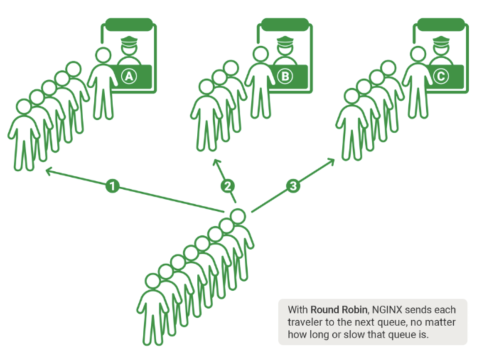 A
B
C
1
2
3
With Round Robin, NGINX sends each
traveler to the next queue, no matter
how long or slow that queue is.